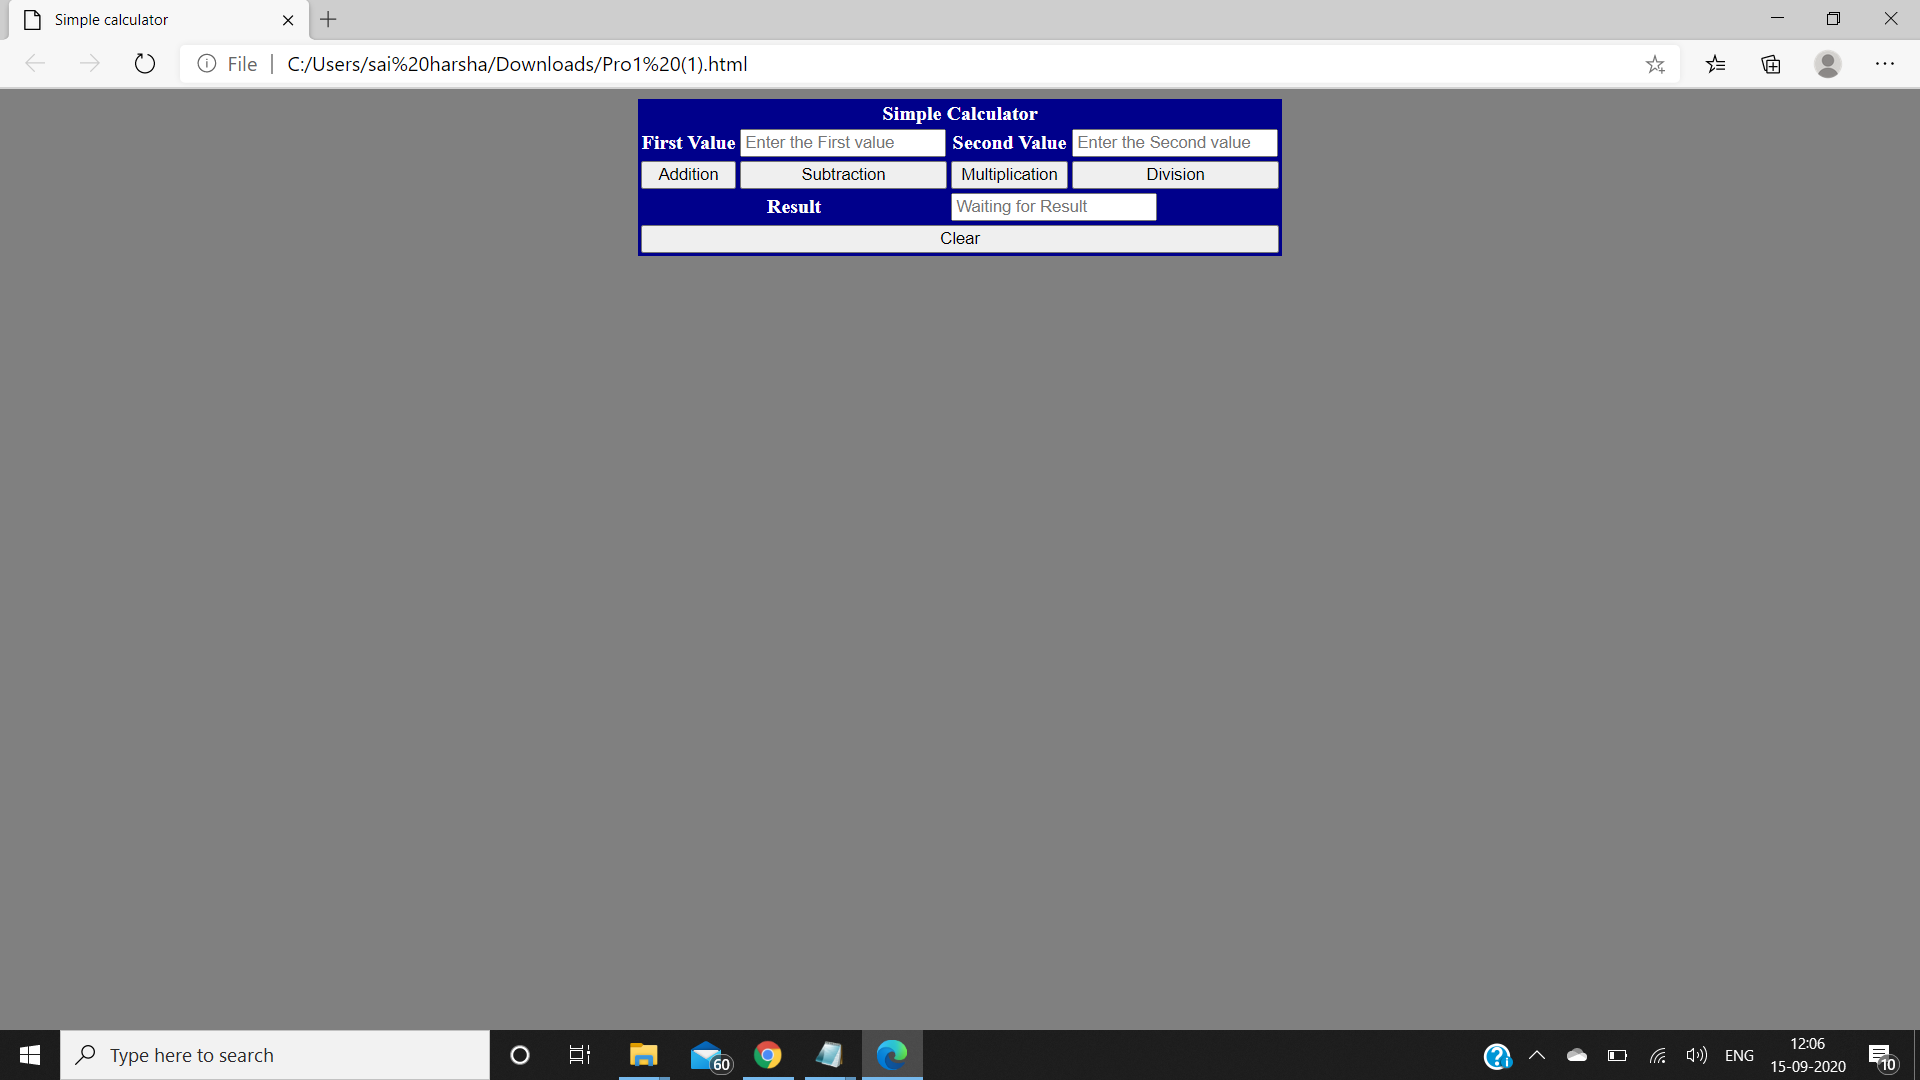 Simple calculator
File | C:/Users/sai%20harsha/Downloads/Pro1%20(1).html
Simple Calculator
First Value Enter the First value Second Value Enter the Second value
Addition Subtraction Multiplication Division
Result Waiting for Result
Clear
Type here to search
60
ENG
12:06
15-09-2020
10